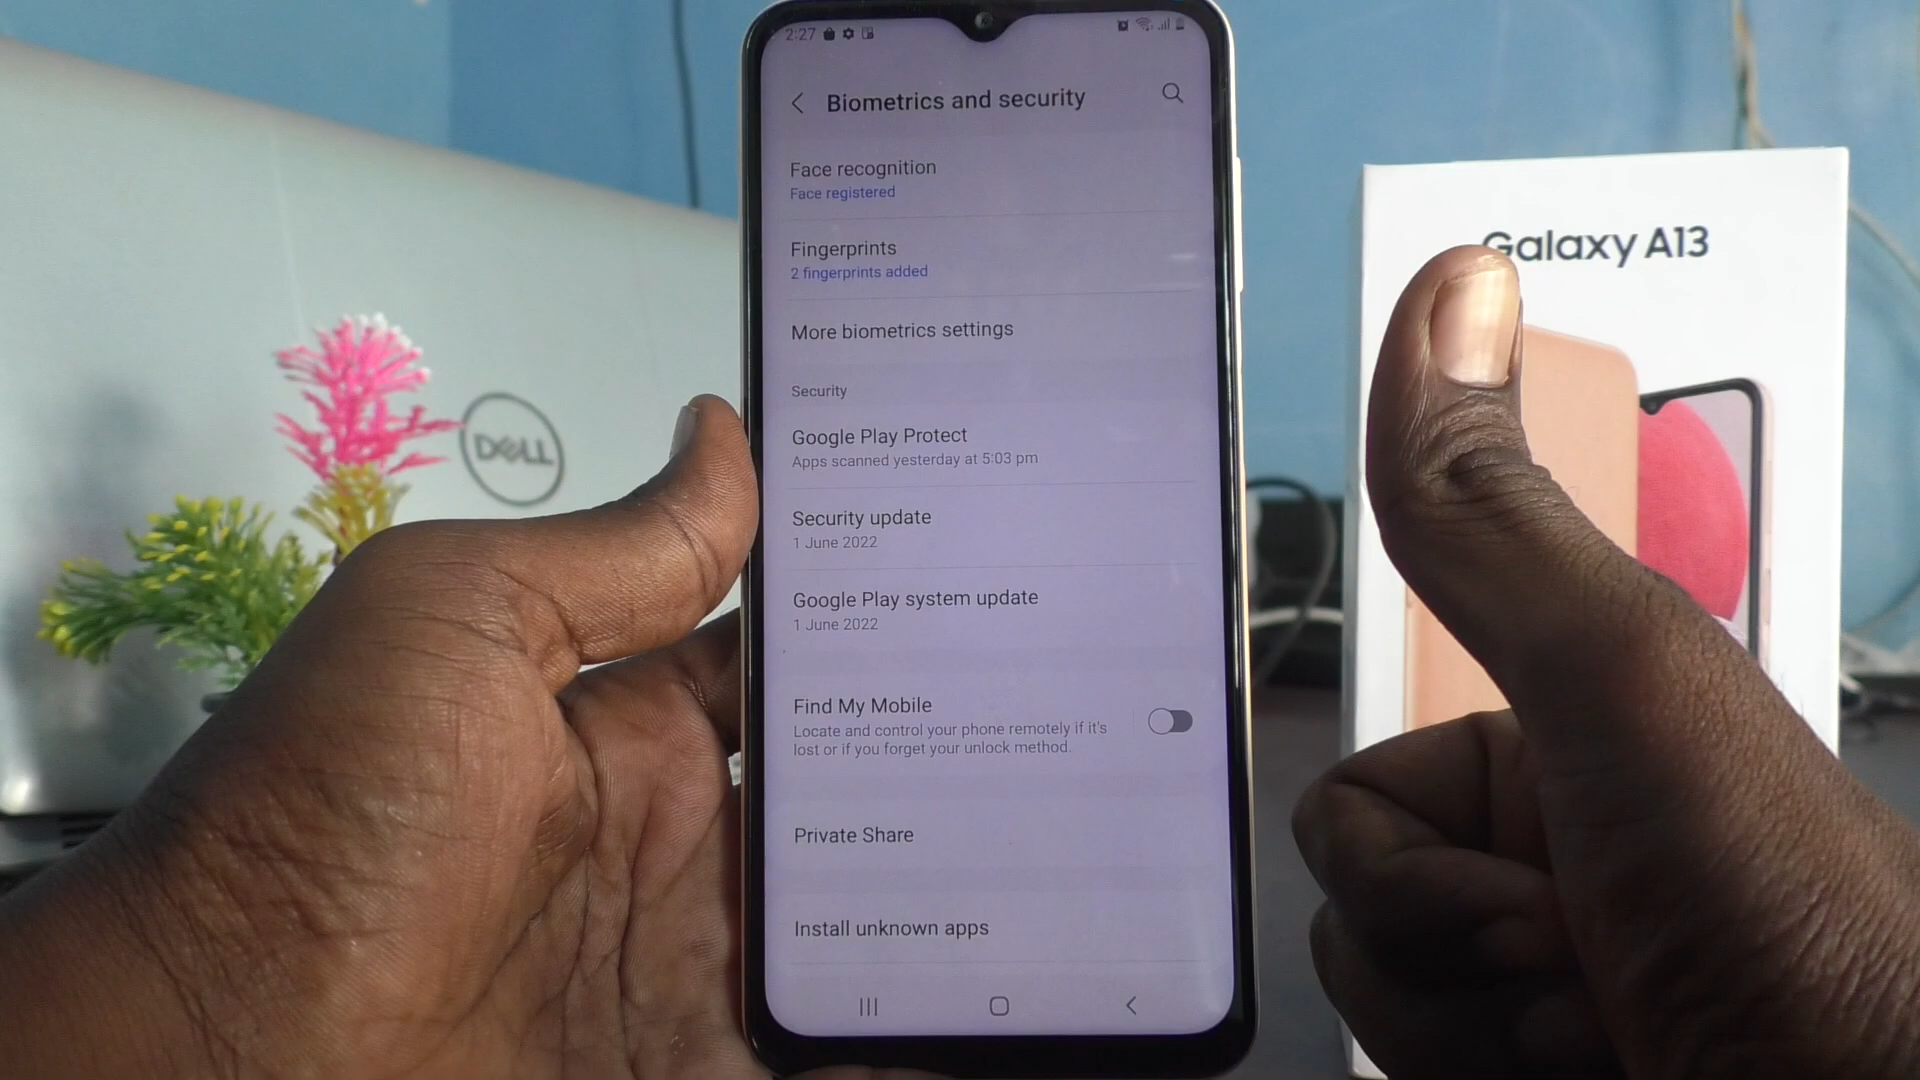 2:27
Biometrics and security
Face recognition
Face registered
Fingerprints
2 fingerprints added
More biometrics settings
Security
Google Play Protect
Apps scanned yesterday at 5:03 pm
Security update
1 June 2022
Google Play system update
1 June 2022
Find My Mobile
Locate and control your phone remotely if it's
lost or if you forget your unlock method.
Private Share
Install unknown apps
DELL
Galaxy A13